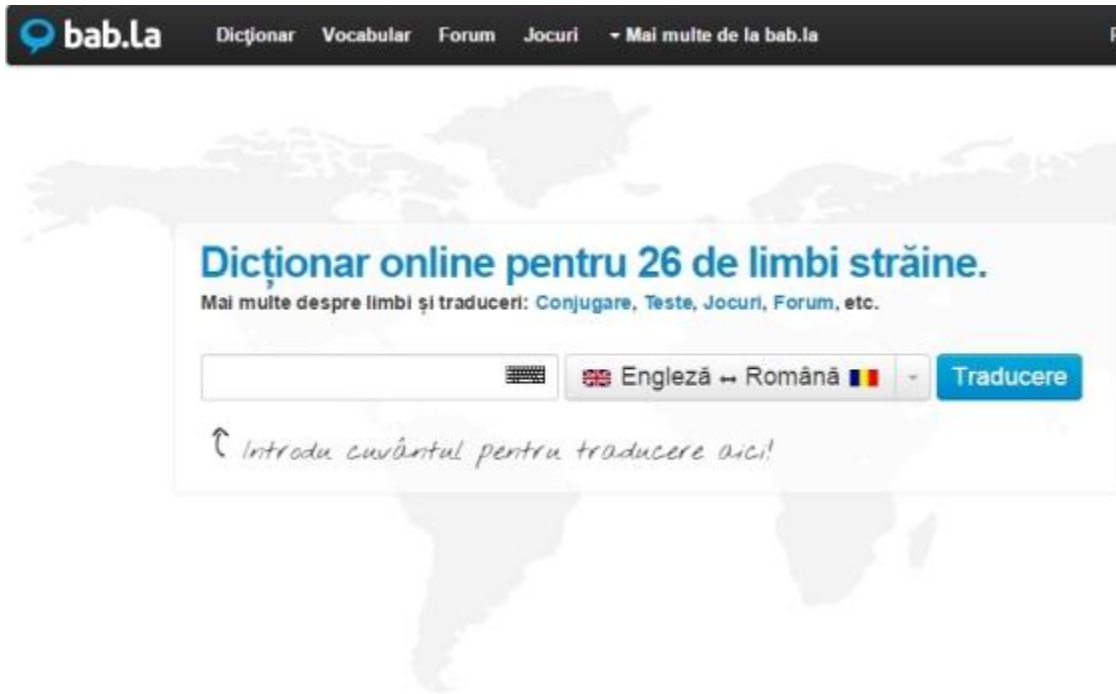 bab.la Dicţionar Vocabular Forum Jocuri Mai multe de la bab.la
Dicționar online pentru 26 de limbi străine.
Mai multe despre limbi și traduceri: Conjugare, Teste, Jocuri, Forum, etc.
Engleză ↔ Română Traducere
Introdu cuvântul pentru traducere aici!